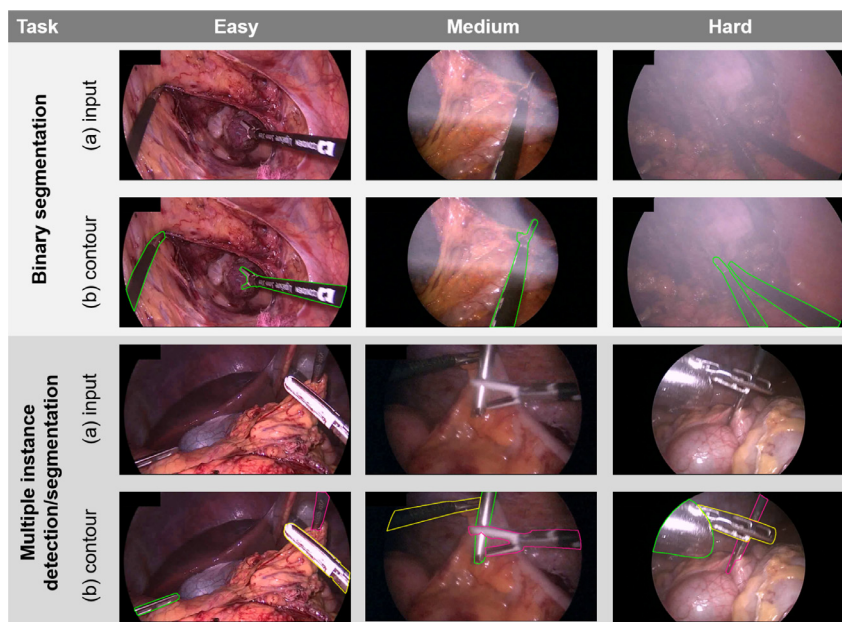 Task Easy Medium Hard
Binary segmentation
(a) input
(b) contour
Multiple instance
detection/segmentation
(a) input
(b) contour